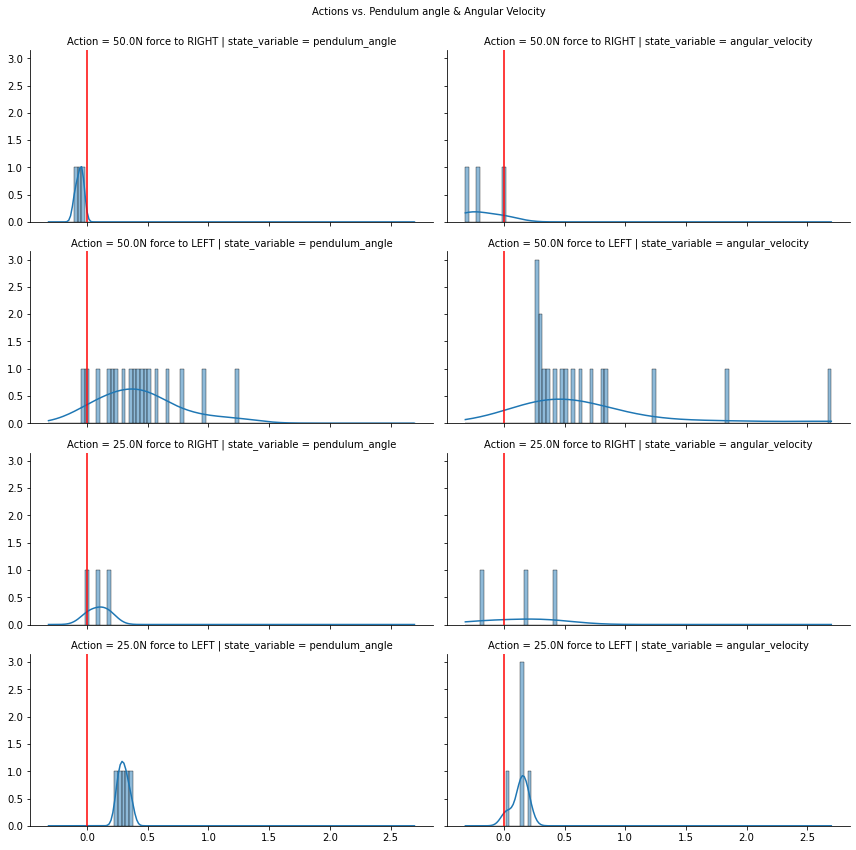 Actions vs. Pendulum angle & Angular Velocity
Action = 50.0N force to RIGHT | state_variable = pendulum_angle
Action = 50.0N force to RIGHT | state_variable = angular_velocity
3.0
2.5
2.0
1.5
1.0
0.5
0.0
Action = 50.0N force to LEFT | state_variable = pendulum_angle
Action = 50.0N force to LEFT | state_variable = angular_velocity
3.0
2.5
2.0
1.5
1.0
0.5
0.0
Action = 25.0N force to RIGHT | state_variable = pendulum_angle
Action = 25.0N force to RIGHT | state_variable = angular_velocity
3.0
2.5
2.0
1.5
1.0
0.5
0.0
Action = 25.0N force to LEFT | state_variable = pendulum_angle
Action = 25.0N force to LEFT | state_variable = angular_velocity
3.0
2.5
2.0
1.5
1.0
0.5
0.0
0.0 0.5 1.0 1.5 2.0 2.5
0.0 0.5 1.0 1.5 2.0 2.5